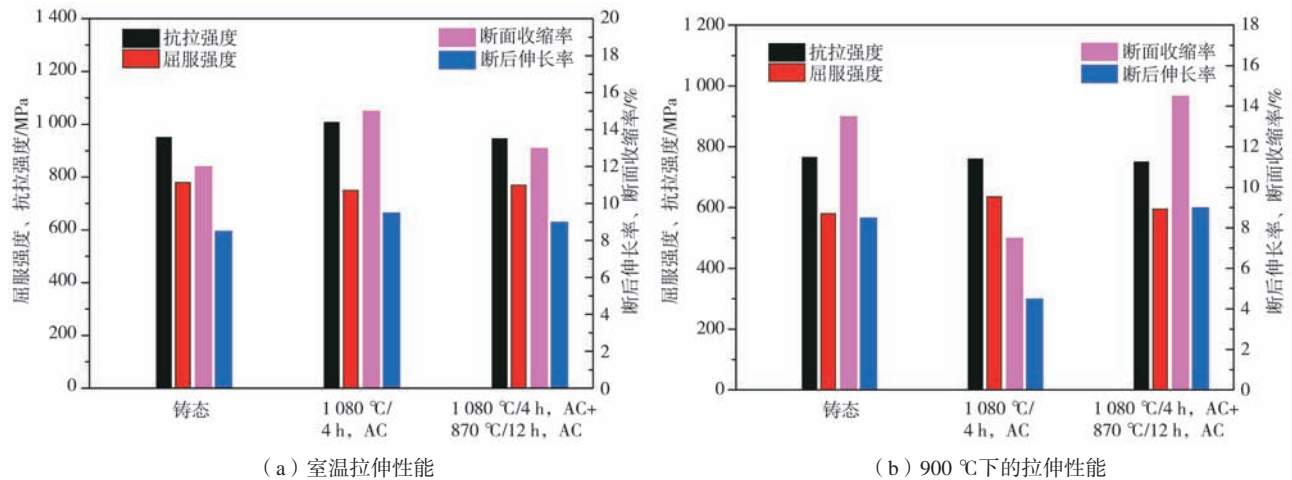 1 400
1 200
1 000
800
600
400
200
0
屈服强度、抗拉强度/MPa
抗拉强度
屈服强度
断面收缩率
断后伸长率
20
18
16
14
12
10
8
6
4
2
0
断后伸长率、断面收缩率/%
铸态
1 080 ℃/
4 h，AC
1 080 ℃/4 h，AC+
870 ℃/12 h，AC
（a）室温拉伸性能
1 200
1 000
800
600
400
200
0
屈服强度、抗拉强度/MPa
抗拉强度
屈服强度
断面收缩率
断后伸长率
18
16
14
12
10
8
6
4
2
0
断后伸长率、断面收缩率/%
铸态
1 080 ℃/
4 h，AC
1 080 ℃/4 h，AC+
870 ℃/12 h，AC
（b）900 ℃下的拉伸性能